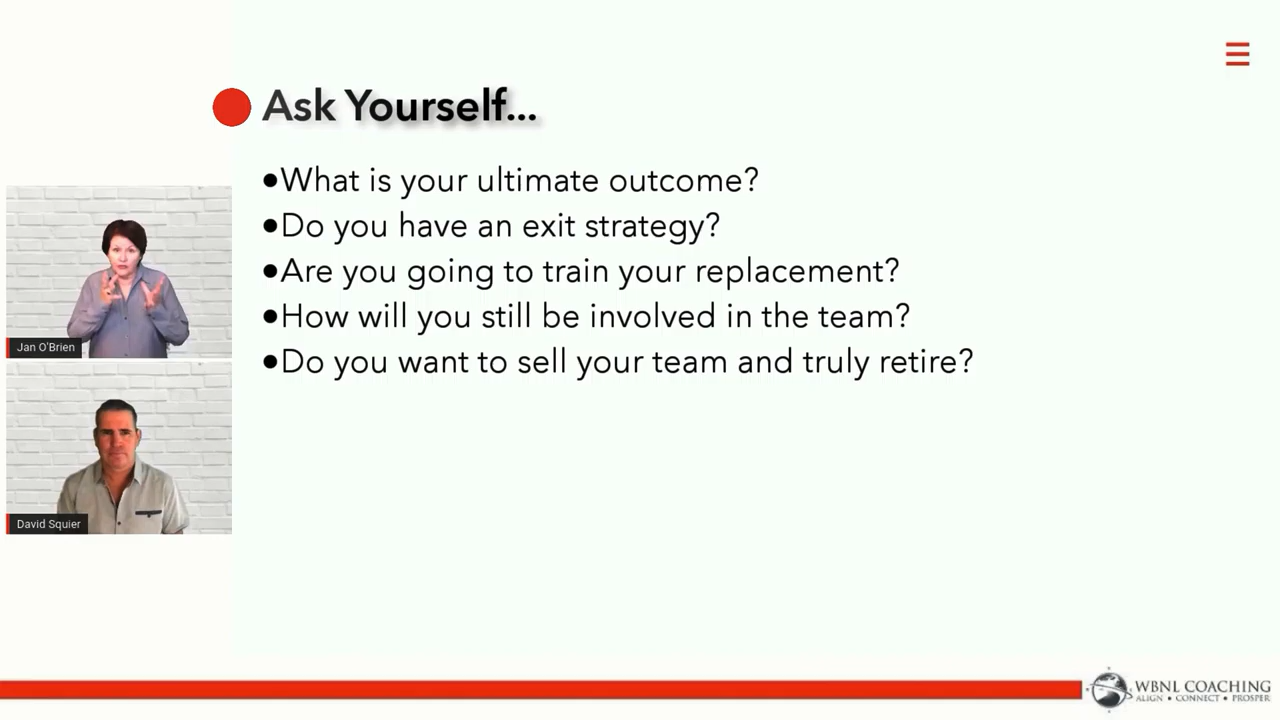 Ask Yourself...
•What is your ultimate outcome?
•Do you have an exit strategy?
•Are you going to train your replacement?
•How will you still be involved in the team?
•Do you want to sell your team and truly retire?
Jan O'Brien
David Squier
WBNL COACHING
ALIGN • CONNECT • PROSPER